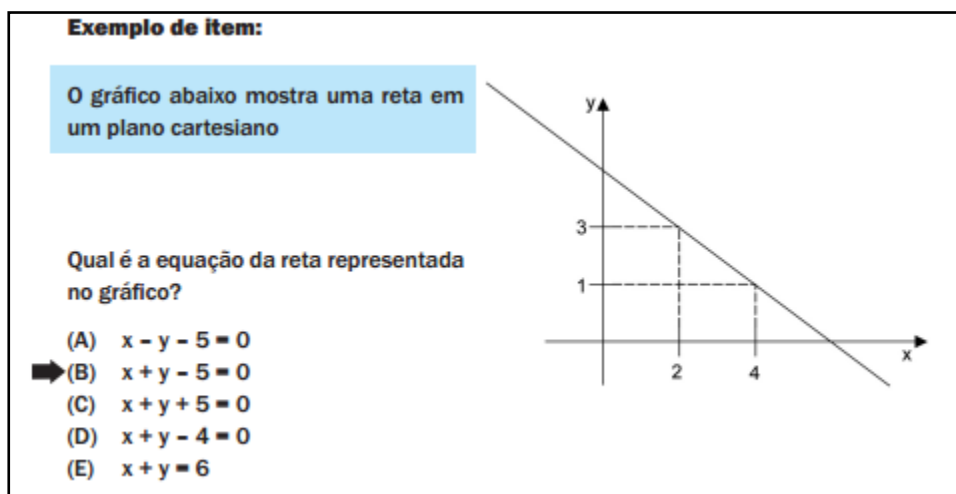 Exemplo de item:
O gráfico abaixo mostra uma reta em
um plano cartesiano
Qual é a equação da reta representada
no gráfico?
(A) x – y – 5 = 0
(B) x + y – 5 = 0
(C) x + y + 5 = 0
(D) x + y – 4 = 0
(E) x + y = 6
y
3
1
2 4
x